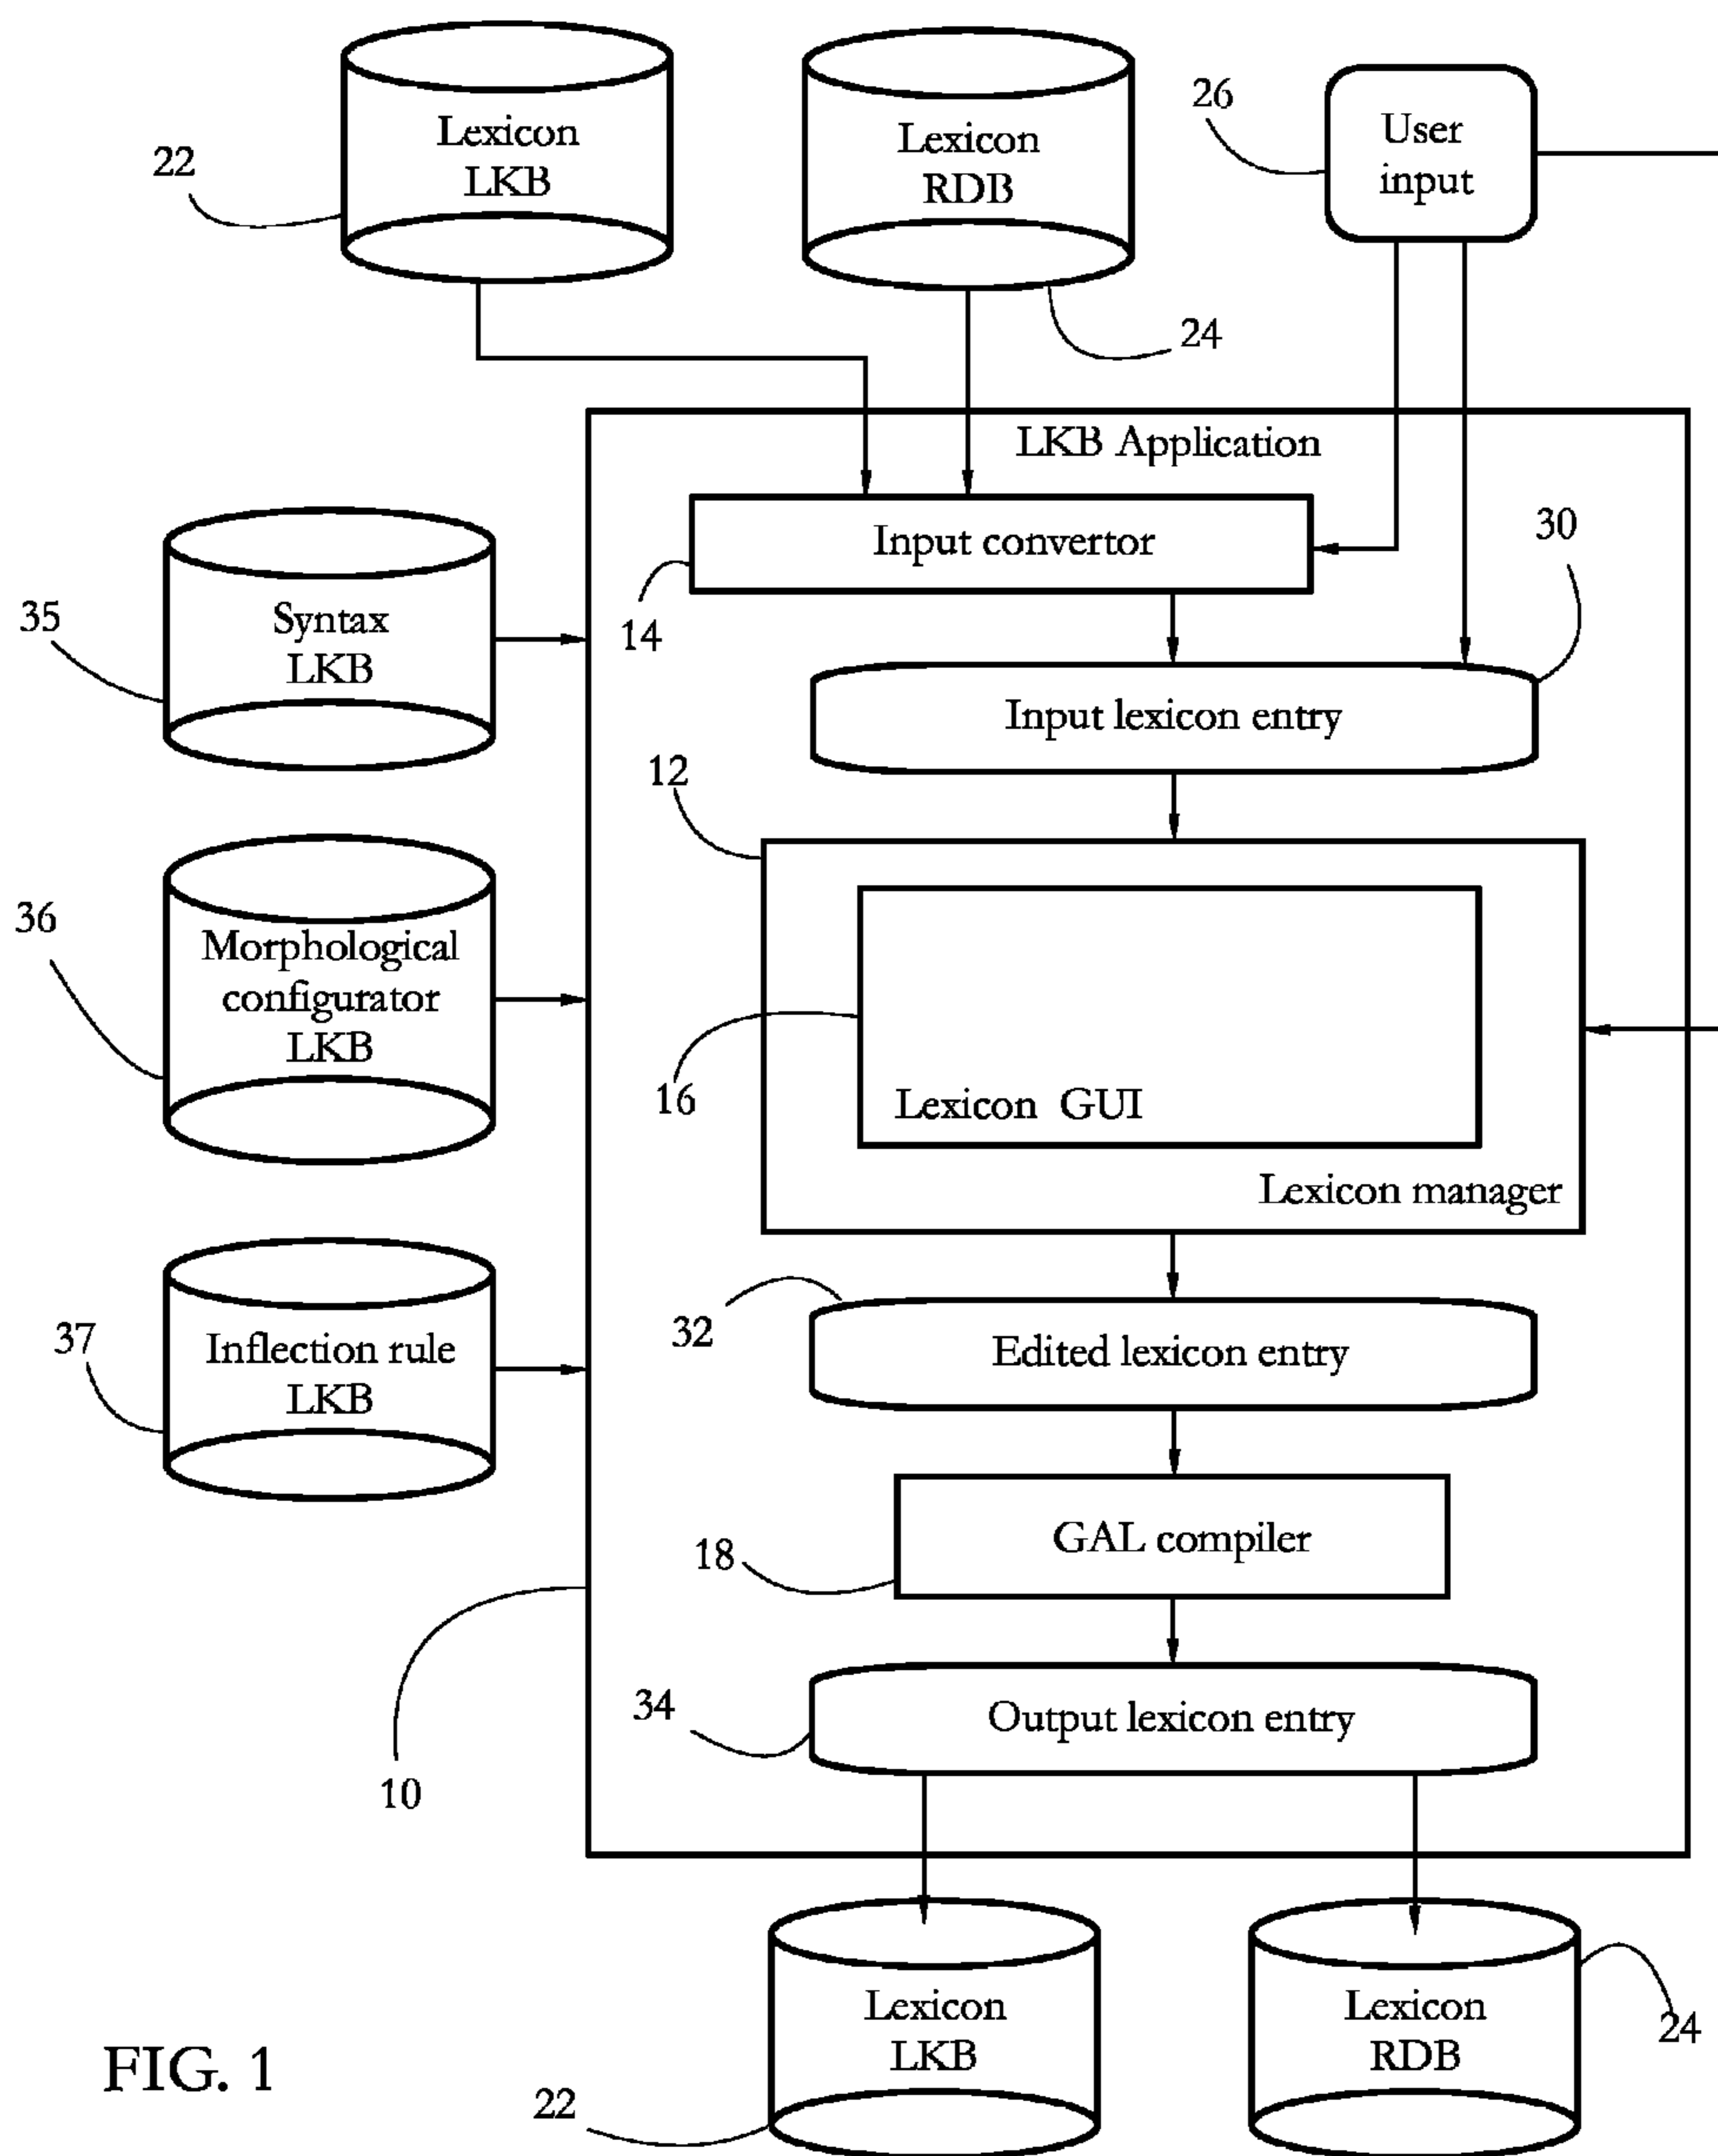 Lexicon
LKB
22
Lexicon
RDB
24
User
input
26
LKB Application
Input convertor
14
30
Input lexicon entry
Syntax
LKB
35
12
Morphological
configurator
LKB
36
16
Lexicon GUI
Lexicon manager
Inflection rule
LKB
37
32
Edited lexicon entry
GAL compiler
18
34
Output lexicon entry
10
Lexicon
LKB
22
Lexicon
RDB
24
FIG. 1